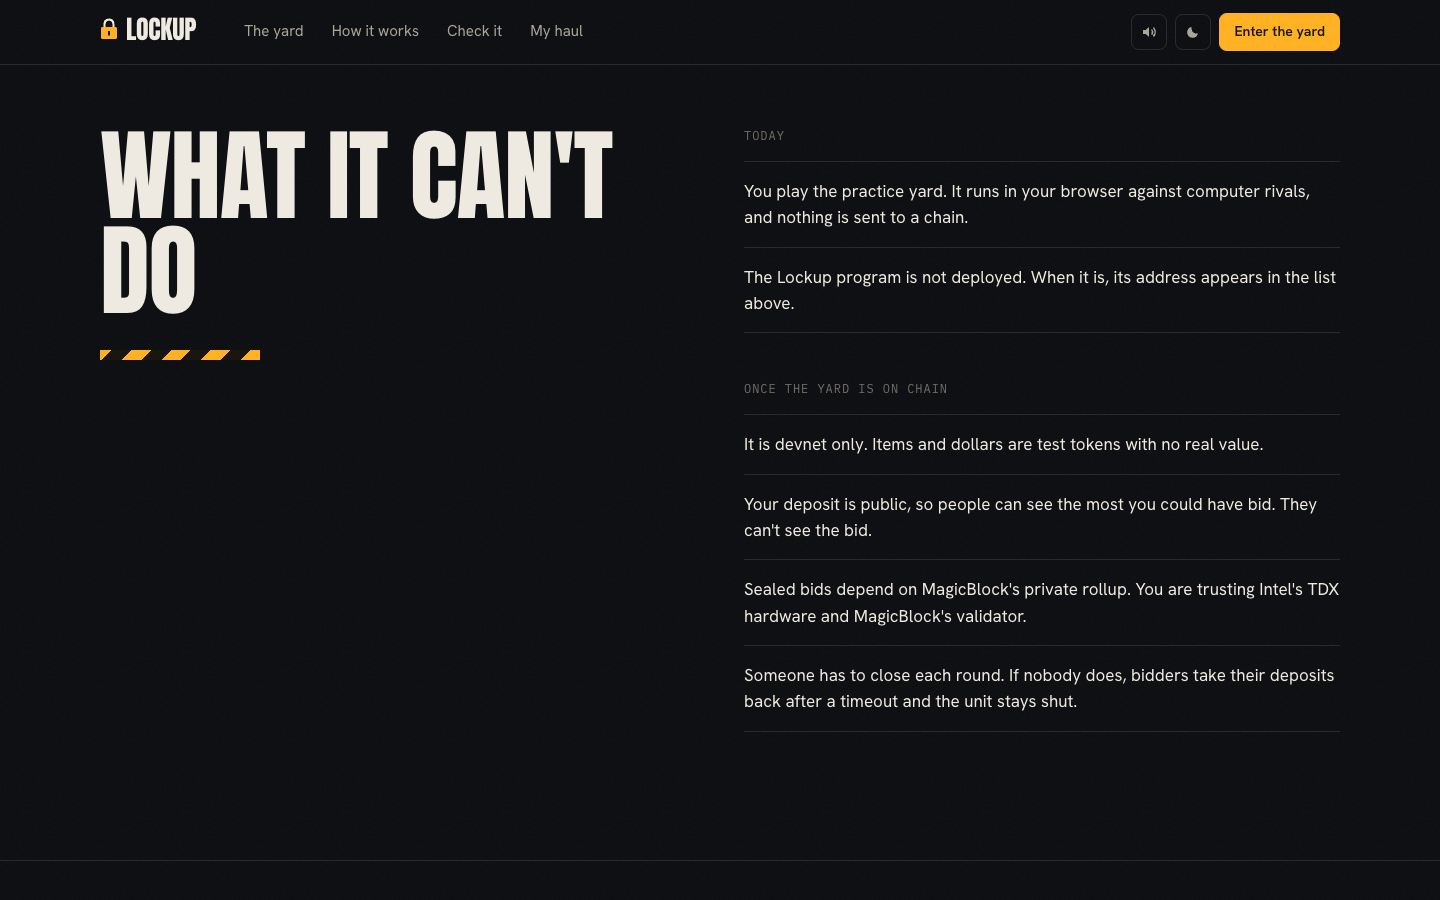 LOCKUP
The yard
How it works
Check it
My haul
Enter the yard
WHAT IT CAN'T
DO
TODAY
You play the practice yard. It runs in your browser against computer rivals,
and nothing is sent to a chain.
The Lockup program is not deployed. When it is, its address appears in the list
above.
ONCE THE YARD IS ON CHAIN
It is devnet only. Items and dollars are test tokens with no real value.
Your deposit is public, so people can see the most you could have bid. They
can't see the bid.
Sealed bids depend on MagicBlock's private rollup. You are trusting Intel's TDX
hardware and MagicBlock's validator.
Someone has to close each round. If nobody does, bidders take their deposits
back after a timeout and the unit stays shut.